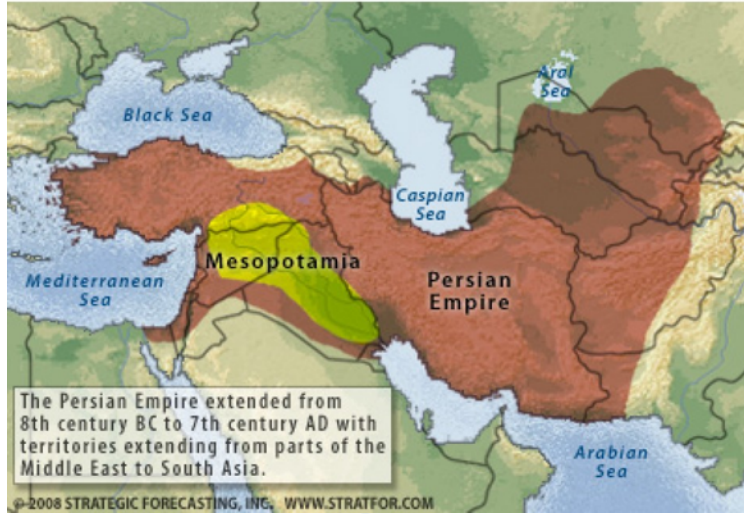 Aral
Sea
Black Sea
Caspian
Sea
Mesopotamia
Persian
Empire
Mediterranean
Sea
The Persian Empire extended from
8th century BC to 7th century AD with
territories extending from parts of the
Middle East to South Asia.
Arabian
Sea
© 2008 STRATEGIC FORECASTING, INC. WWW.STRATFOR.COM